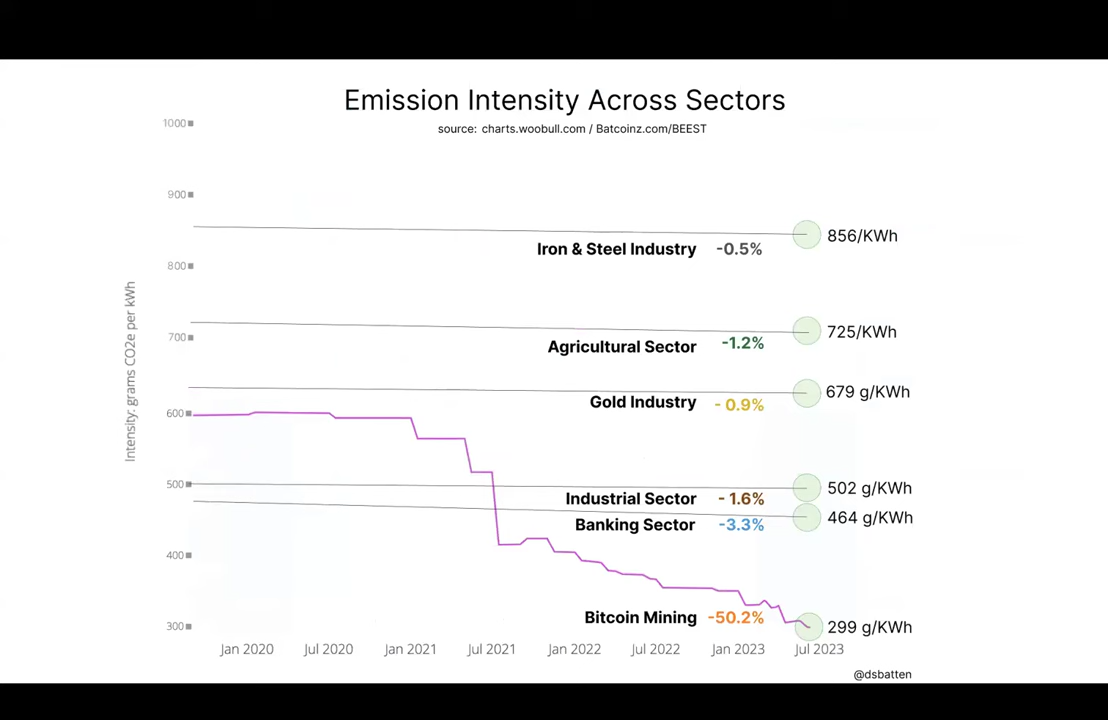 Emission Intensity Across Sectors
source: charts.woobull.com / Batcoinz.com/BEEST
Intensity: grams CO2e per kWh
1000
900
800
700
600
500
400
300
Iron & Steel Industry -0.5% 856/KWh
Agricultural Sector -1.2% 725/KWh
Gold Industry - 0.9% 679 g/KWh
Industrial Sector - 1.6% 502 g/KWh
Banking Sector -3.3% 464 g/KWh
Bitcoin Mining -50.2% 299 g/KWh
Jan 2020 Jul 2020 Jan 2021 Jul 2021 Jan 2022 Jul 2022 Jan 2023 Jul 2023
@dsbatten